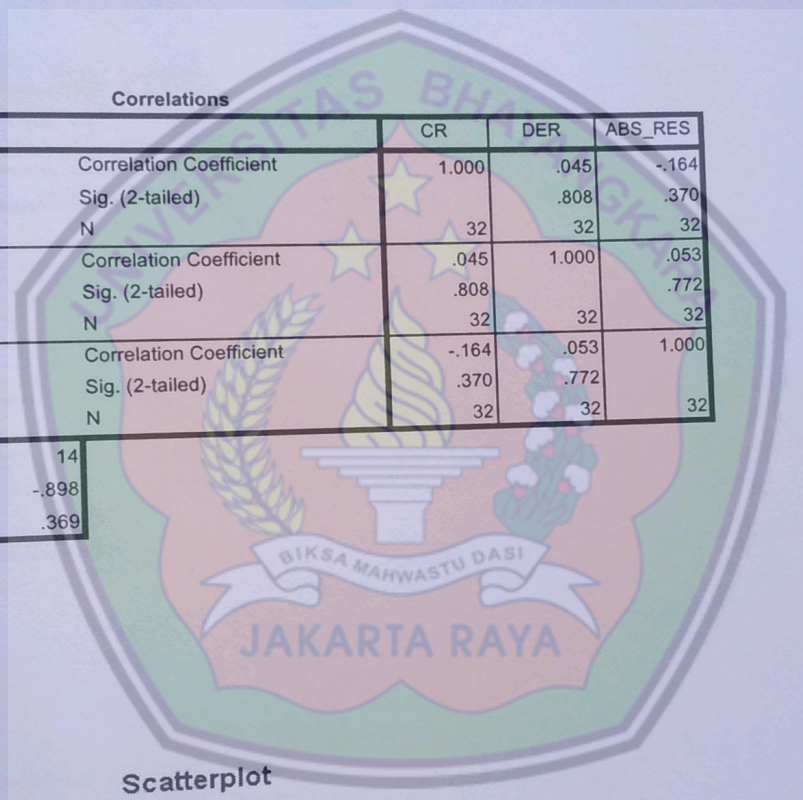 Correlations
CR DER ABS_RES
Correlation Coefficient 1.000 .045 -.164
Sig. (2-tailed) .808 .370
N 32 32 32
Correlation Coefficient .045 1.000 .053
Sig. (2-tailed) .808 .772
N 32 32 32
Correlation Coefficient -.164 .053 1.000
Sig. (2-tailed) .370 .772
N 32 32 32
14
-.898
.369
UNIVERSITAS BHAYANGKARA
BIKSA MAHWASTU DASI
JAKARTA RAYA
Scatterplot